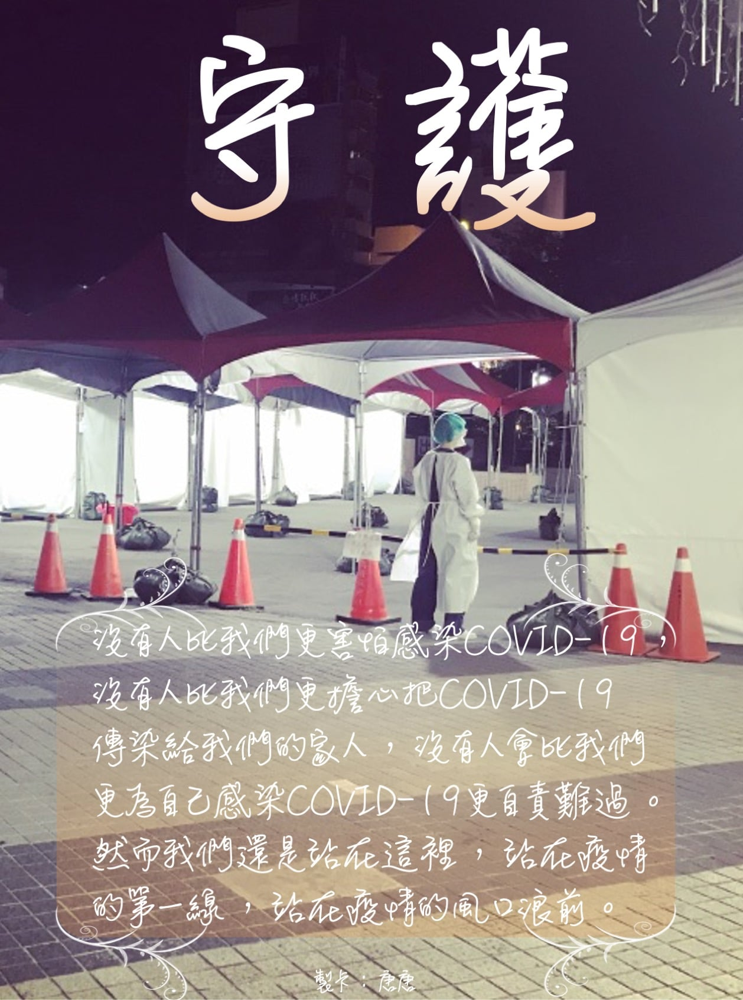 守護
沒有人比我們更害怕感染COVID-19，
沒有人比我們更擔心把COVID-19
傳染給我們的家人，沒有人會比我們
更為自己感染COVID-19更自責難過。
然而我們還是站在這裡，站在疫情
的第一線，站在疫情的風口浪前。
製卡：唐唐